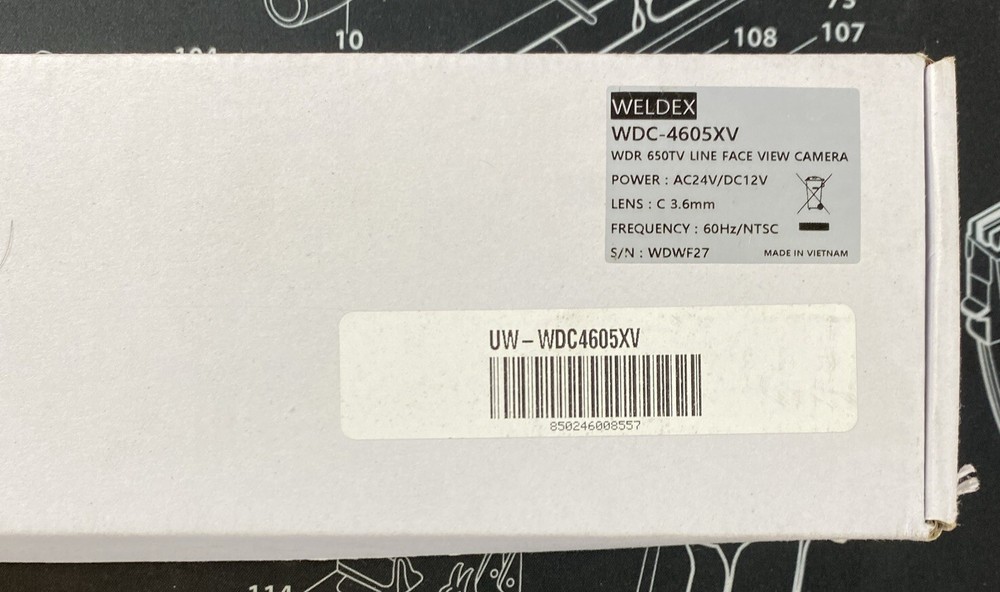 10
108
107
WELDEX
WDC-4605XV
WDR 650TV LINE FACE VIEW CAMERA
POWER : AC24V/DC12V
LENS : C 3.6mm
FREQUENCY : 60Hz/NTSC
S/N : WDWF27
MADE IN VIETNAM
UW-WDC4605XV
850246008557